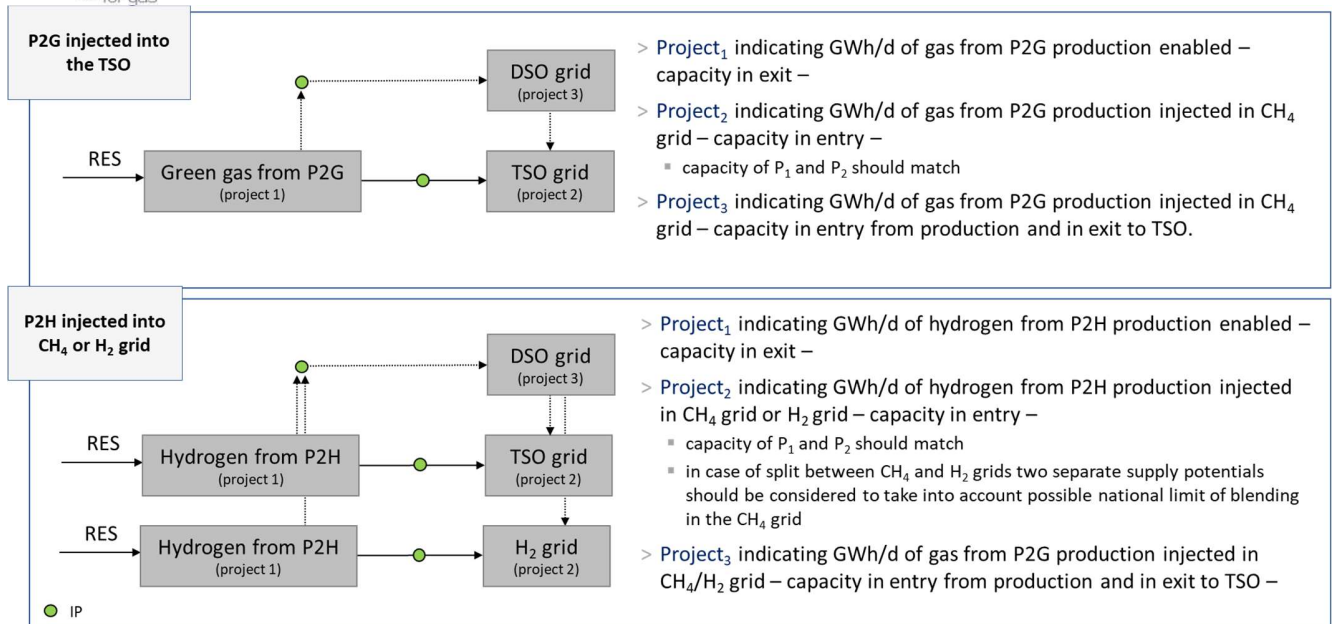 for gas
P2G injected into
the TSO
RES
Green gas from P2G
(project 1)
DSO grid
(project 3)
TSO grid
(project 2)
> Project₁ indicating GWh/d of gas from P2G production enabled –
capacity in exit –
> Project₂ indicating GWh/d of gas from P2G production injected in CH₄
grid – capacity in entry –
▪ capacity of P₁ and P₂ should match
> Project₃ indicating GWh/d of gas from P2G production injected in CH₄
grid – capacity in entry from production and in exit to TSO.
P2H injected into
CH₄ or H₂ grid
DSO grid
(project 3)
RES
Hydrogen from P2H
(project 1)
TSO grid
(project 2)
RES
Hydrogen from P2H
(project 1)
H₂ grid
(project 2)
IP
> Project₁ indicating GWh/d of hydrogen from P2H production enabled –
capacity in exit –
> Project₂ indicating GWh/d of hydrogen from P2H production injected
in CH₄ grid or H₂ grid – capacity in entry –
▪ capacity of P₁ and P₂ should match
▪ in case of split between CH₄ and H₂ grids two separate supply potentials
should be considered to take into account possible national limit of blending
in the CH₄ grid
> Project₃ indicating GWh/d of gas from P2G production injected in
CH₄/H₂ grid – capacity in entry from production and in exit to TSO –